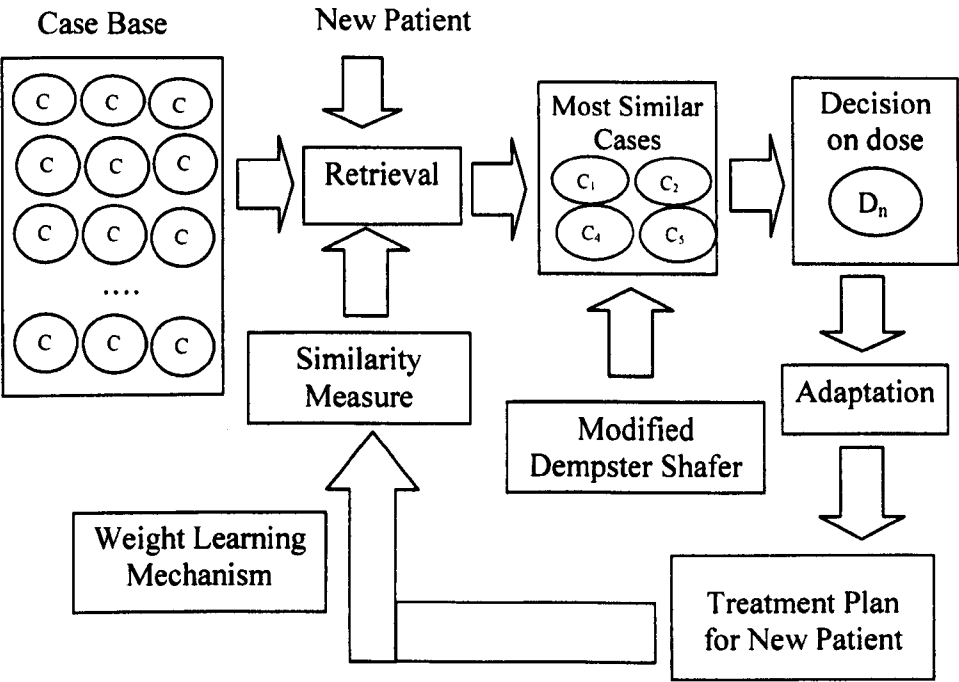 Case Base
New Patient
C C C
C C C
C C C
....
C C C
Retrieval
Most Similar
Cases
C₁ C₂
C₄ C₅
Decision
on dose
Dₙ
Similarity
Measure
Modified
Dempster Shafer
Adaptation
Weight Learning
Mechanism
Treatment Plan
for New Patient